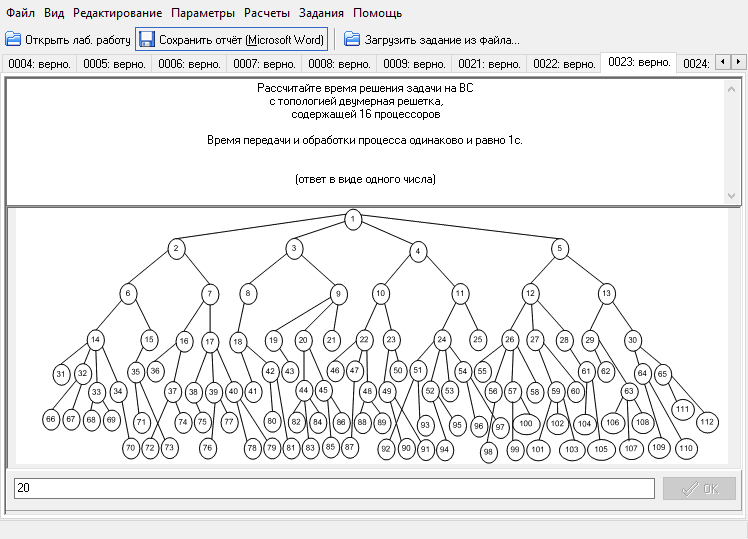 Файл Вид Редактирование Параметры Расчеты Задания Помощь
Открыть лаб. работу Сохранить отчёт (Microsoft Word) Загрузить задание из файла...
0004: верно. 0005: верно. 0006: верно. 0007: верно. 0008: верно. 0009: верно. 0021: верно. 0022: верно. 0023: верно. 0024:
Рассчитайте время решения задачи на ВС
с топологией двумерная решетка,
содержащей 16 процессоров
Время передачи и обработки процесса одинаково и равно 1с.
(ответ в виде одного числа)
1
2 3 4 5
6 7 8 9 10 11 12 13
14 15 16 17 18 19 20 21 22 23 24 25 26 27 28 29 30
31 32 35 36 42 43 46 47 50 51 54 55 61 62 64 65
33 34 37 38 39 40 41 44 45 48 49 52 53 56 57 58 59 60 63
66 67 68 69 71 74 75 77 80 82 84 86 88 89 93 95 96 97 100 102 104 106 108 111 112
70 72 73 76 78 79 81 83 85 87 92 90 91 94 98 99 101 103 105 107 109 110
20 OK